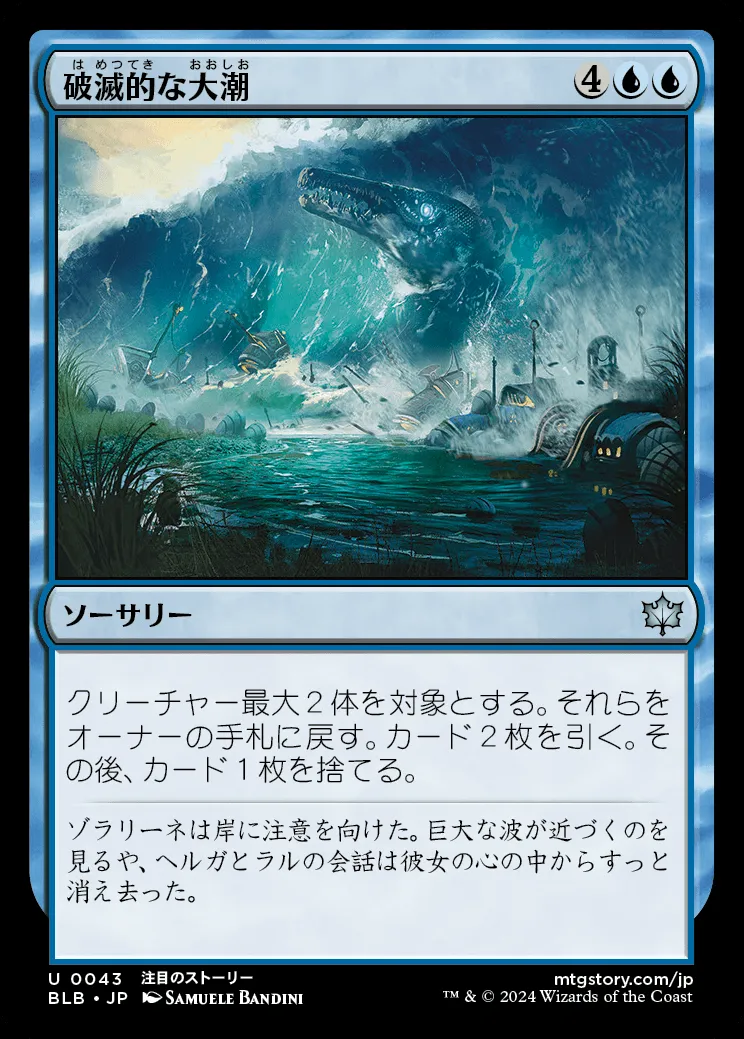 破滅的な大潮
はめつてき おおしお
4
ソーサリー
クリーチャー最大２体を対象とする。それらを
オーナーの手札に戻す。カード２枚を引く。そ
の後、カード１枚を捨てる。
ゾラリーネは岸に注意を向けた。巨大な波が近づくのを
見るや、ヘルガとラルの会話は彼女の心の中からすっと
消え去った。
U 0043 注目のストーリー
BLB • JP SAMUELE BANDINI
mtgstory.com/jp
™ & © 2024 Wizards of the Coast